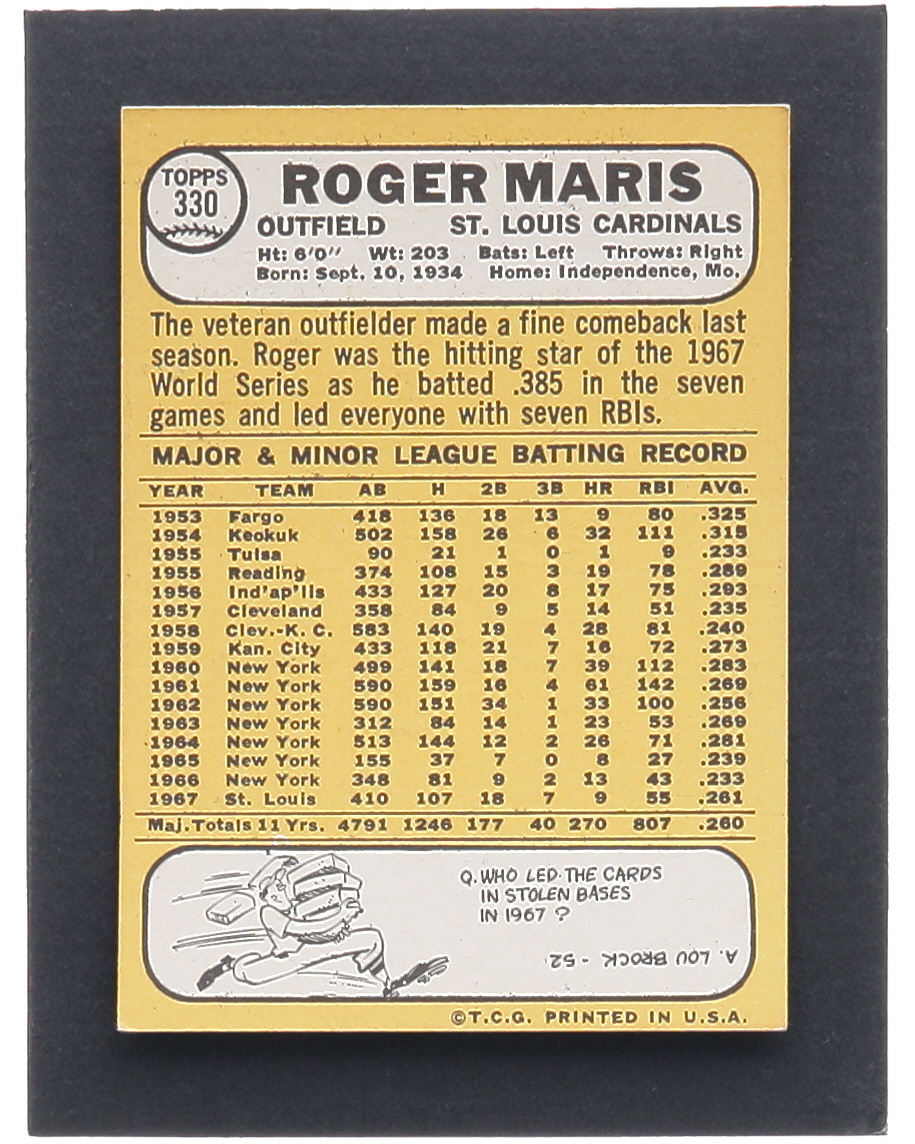 TOPPS
330
ROGER MARIS
OUTFIELD ST. LOUIS CARDINALS
Ht: 6'0" Wt: 203 Bats: Left Throws: Right
Born: Sept. 10, 1934 Home: Independence, Mo.
The veteran outfielder made a fine comeback last
season. Roger was the hitting star of the 1967
World Series as he batted .385 in the seven
games and led everyone with seven RBIs.
MAJOR & MINOR LEAGUE BATTING RECORD
YEAR TEAM AB H 2B 3B HR RBI AVG.
1953 Fargo 418 136 18 13 9 80 .325
1954 Keokuk 502 158 26 6 32 111 .315
1955 Tulsa 90 21 1 0 1 9 .233
1955 Reading 374 108 15 3 19 78 .289
1956 Ind'ap'lis 433 127 20 8 17 75 .293
1957 Cleveland 358 84 9 5 14 51 .235
1958 Clev.-K. C. 583 140 19 4 28 81 .240
1959 Kan. City 433 118 21 7 16 72 .273
1960 New York 499 141 18 7 39 112 .283
1961 New York 590 159 16 4 61 142 .269
1962 New York 590 151 34 1 33 100 .256
1963 New York 312 84 14 1 23 53 .269
1964 New York 513 144 12 2 26 71 .281
1965 New York 155 37 7 0 8 27 .239
1966 New York 348 81 9 2 13 43 .233
1967 St. Louis 410 107 18 7 9 55 .261
Maj. Totals 11 Yrs. 4791 1246 177 40 270 807 .260
Q. WHO LED THE CARDS
IN STOLEN BASES
IN 1967 ?
A. LOU BROCK - 52
©T.C.G. PRINTED IN U.S.A.